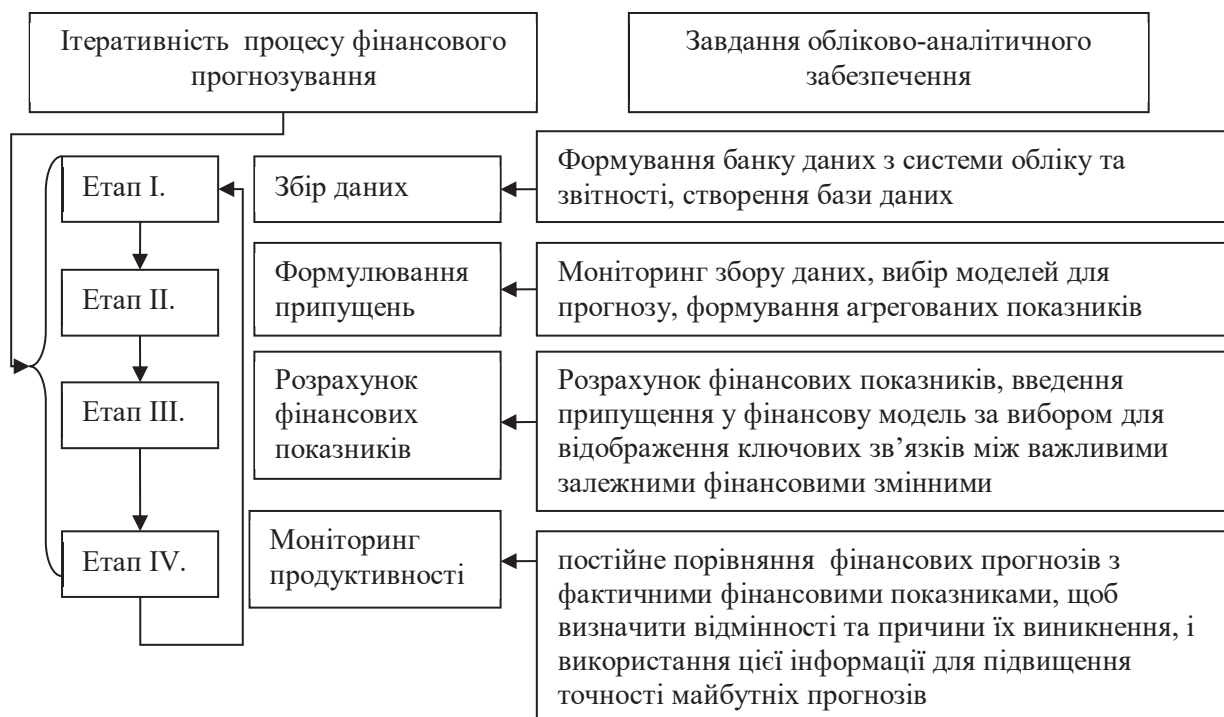 Ітеративність процесу фінансового
прогнозування
Завдання обліково-аналітичного
забезпечення
Етап I.
Збір даних
Формування банку даних з системи обліку та
звітності, створення бази даних
Етап II.
Формулювання
припущень
Моніторинг збору даних, вибір моделей для
прогнозу, формування агрегованих показників
Етап III.
Розрахунок
фінансових
показників
Розрахунок фінансових показників, введення
припущення у фінансову модель за вибором для
відображення ключових зв’язків між важливими
залежними фінансовими змінними
Етап IV.
Моніторинг
продуктивності
постійне порівняння фінансових прогнозів з
фактичними фінансовими показниками, щоб
визначити відмінності та причини їх виникнення, і
використання цієї інформації для підвищення
точності майбутніх прогнозів